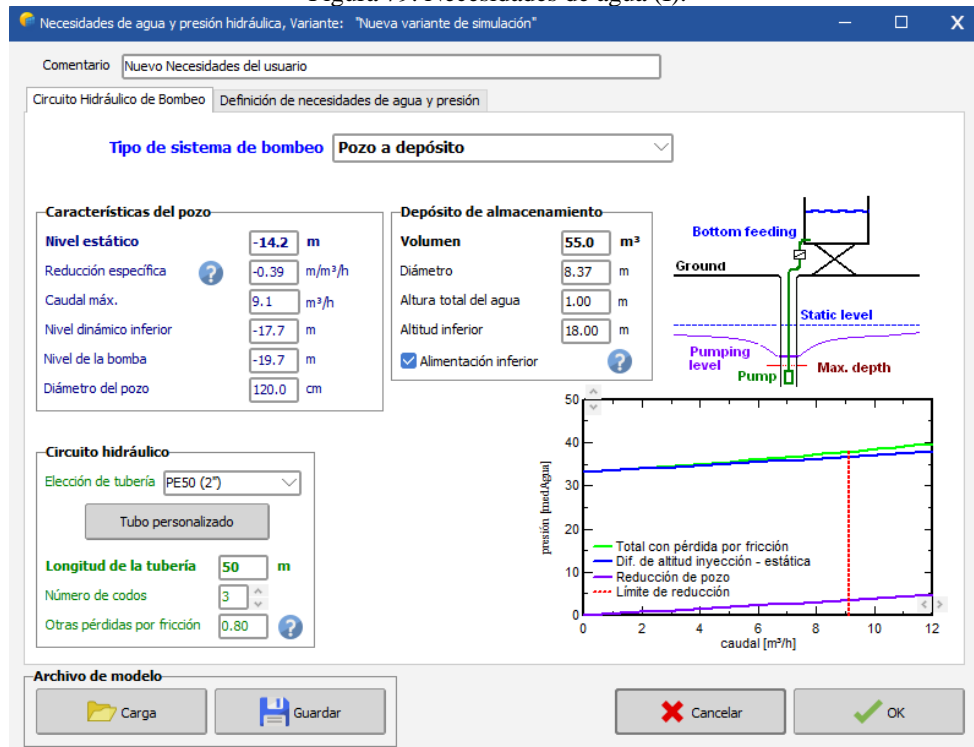 Figura 79. Necesidades de agua (I).
Necesidades de agua y presión hidráulica, Variante: "Nueva variante de simulación"
Comentario Nuevo Necesidades del usuario
Circuito Hidráulico de Bombeo Definición de necesidades de agua y presión
Tipo de sistema de bombeo Pozo a depósito
Características del pozo
Nivel estático -14.2 m
Reducción específica ? -0.39 m/m³/h
Caudal máx. 9.1 m³/h
Nivel dinámico inferior -17.7 m
Nivel de la bomba -19.7 m
Diámetro del pozo 120.0 cm
Depósito de almacenamiento
Volumen 55.0 m³
Diámetro 8.37 m
Altura total del agua 1.00 m
Altitud inferior 18.00 m
Alimentación inferior ?
Bottom feeding
Ground
Static level
Pumping
level
Max. depth
Pump
Circuito hidráulico
Elección de tubería PE50 (2")
Tubo personalizado
Longitud de la tubería 50 m
Número de codos 3
Otras pérdidas por fricción 0.80 ?
50
40
30
20
10
0
presión [medAgua]
Total con pérdida por fricción
Dif. de altitud inyección - estática
Reducción de pozo
Límite de reducción
0 2 4 6 8 10 12
caudal [m³/h]
Archivo de modelo
Carga Guardar Cancelar OK